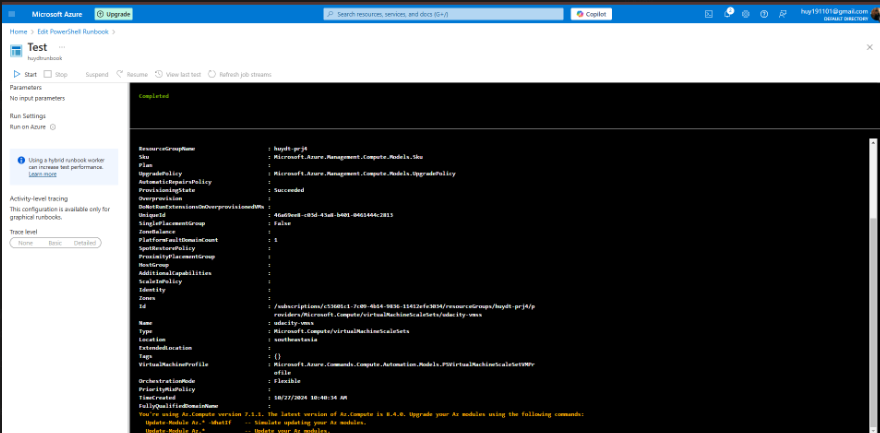 Microsoft Azure
Upgrade
Search resources, services, and docs (G+/)
Copilot
huy191101@gmail.com
DEFAULT DIRECTORY
Home > Edit PowerShell Runbook >
Test ...
huydtrunbook
Start Stop Suspend Resume View last test Refresh job streams
Parameters
No input parameters
Run Settings
Run on Azure
Using a hybrid runbook worker
can increase test performance.
Learn more
Activity-level tracing
This configuration is available only for
graphical runbooks.
Trace level
None Basic Detailed
Completed
ResourceGroupName : huydt-prj4
Sku : Microsoft.Azure.Management.Compute.Models.Sku
Plan :
UpgradePolicy : Microsoft.Azure.Management.Compute.Models.UpgradePolicy
AutomaticRepairsPolicy :
ProvisioningState : Succeeded
Overprovision :
DoNotRunExtensionsOnOverprovisionedVMs :
UniqueId : 46a69ee8-c03d-43a8-b401-0461444c2813
SinglePlacementGroup : False
ZoneBalance :
PlatformFaultDomainCount : 1
SpotRestorePolicy :
ProximityPlacementGroup :
HostGroup :
AdditionalCapabilities :
ScaleInPolicy :
Identity :
Zones :
Id : /subscriptions/c53601c1-7c09-4b14-9836-11412efe3034/resourceGroups/huydt-prj4/p
roviders/Microsoft.Compute/virtualMachineScaleSets/udacity-vmss
Name : udacity-vmss
Type : Microsoft.Compute/virtualMachineScaleSets
Location : southeastasia
ExtendedLocation :
Tags : {}
VirtualMachineProfile : Microsoft.Azure.Commands.Compute.Automation.Models.PSVirtualMachineScaleSetVMPr
ofile
OrchestrationMode : Flexible
PriorityMixPolicy :
TimeCreated : 10/27/2024 10:40:34 AM
FullyQualifiedDomainName :
You're using Az.Compute version 7.1.1. The latest version of Az.Compute is 8.4.0. Upgrade your Az modules using the following commands:
Update-Module Az.* -WhatIf -- Simulate updating your Az modules.
Update-Module Az.* -- Update your Az modules.